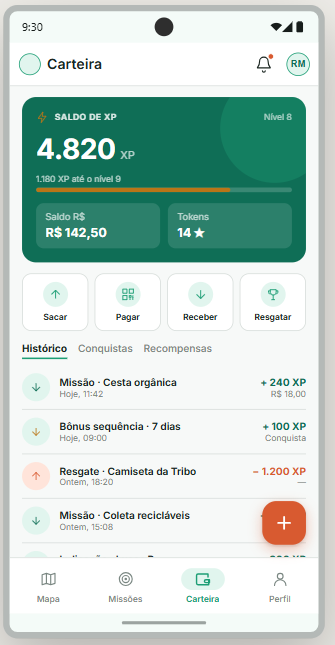 9:30
Carteira
RM
SALDO DE XP
Nível 8
4.820 XP
1.180 XP até o nível 9
Saldo R$
R$ 142,50
Tokens
14 ★
Sacar
Pagar
Receber
Resgatar
Histórico
Conquistas
Recompensas
Missão · Cesta orgânica
+ 240 XP
Hoje, 11:42
R$ 18,00
Bônus sequência · 7 dias
+ 100 XP
Hoje, 09:00
Conquista
Resgate · Camiseta da Tribo
− 1.200 XP
Ontem, 18:20
—
Missão · Coleta recicláveis
Ontem, 15:08
Mapa
Missões
Carteira
Perfil